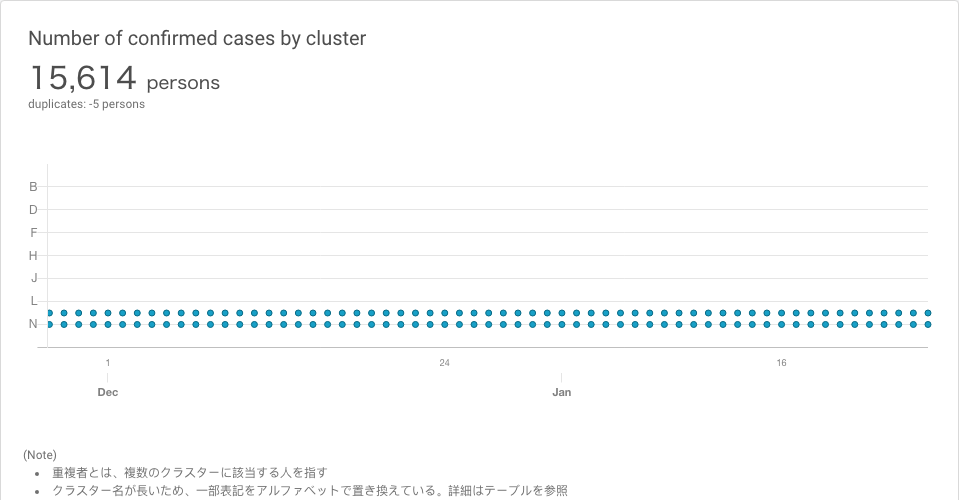 Number of confirmed cases by cluster
15,614 persons
duplicates: -5 persons
B
D
F
H
J
L
N
1 24 16
Dec Jan
(Note)
• 重複者とは、複数のクラスターに該当する人を指す
• クラスター名が長いため、一部表記をアルファベットで置き換えている。詳細はテーブルを参照